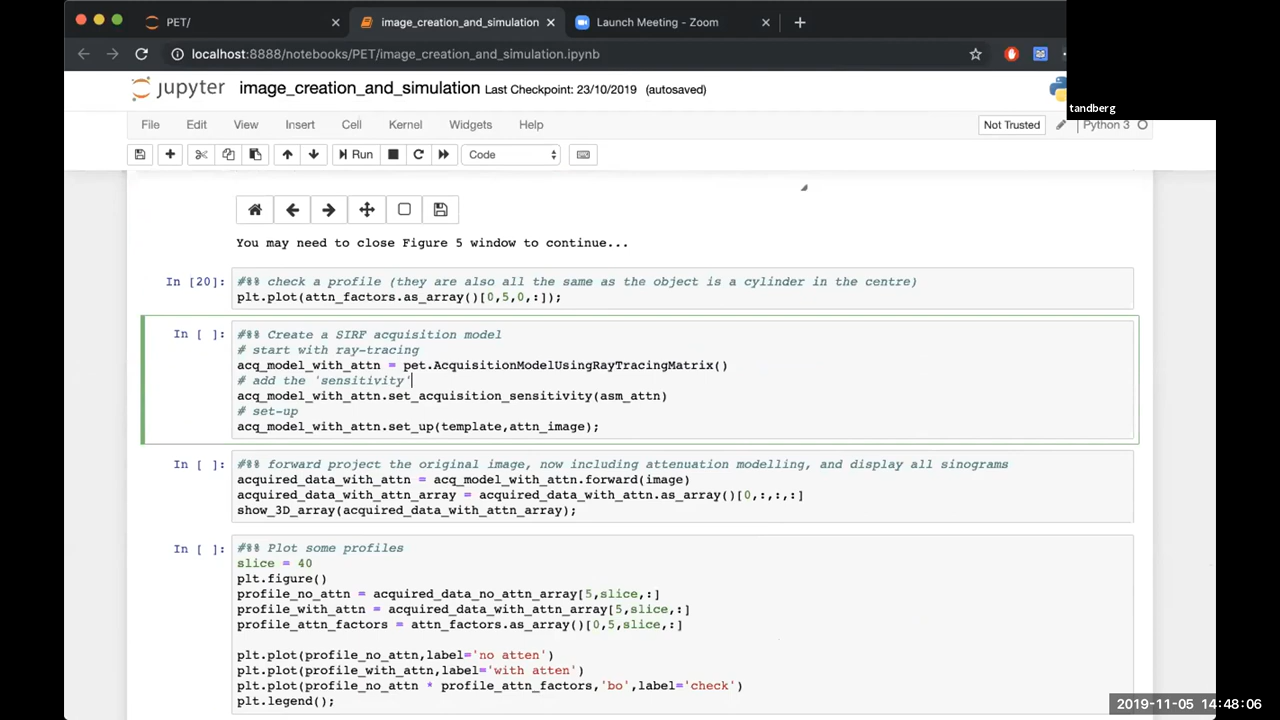 PET/
image_creation_and_simulation
Launch Meeting - Zoom
localhost:8888/notebooks/PET/image_creation_and_simulation.ipynb
jupyter image_creation_and_simulation Last Checkpoint: 23/10/2019 (autosaved)
tandberg
File Edit View Insert Cell Kernel Widgets Help Not Trusted Python 3
Run Code
You may need to close Figure 5 window to continue...
In [20]: #%% check a profile (they are also all the same as the object is a cylinder in the centre)
plt.plot(attn_factors.as_array()[0,5,0,:]);
In [ ]: #%% Create a SIRF acquisition model
# start with ray-tracing
acq_model_with_attn = pet.AcquisitionModelUsingRayTracingMatrix()
# add the 'sensitivity'
acq_model_with_attn.set_acquisition_sensitivity(asm_attn)
# set-up
acq_model_with_attn.set_up(template,attn_image);
In [ ]: #%% forward project the original image, now including attenuation modelling, and display all sinograms
acquired_data_with_attn = acq_model_with_attn.forward(image)
acquired_data_with_attn_array = acquired_data_with_attn.as_array()[0,:,:,:]
show_3D_array(acquired_data_with_attn_array);
In [ ]: #%% Plot some profiles
slice = 40
plt.figure()
profile_no_attn = acquired_data_no_attn_array[5,slice,:]
profile_with_attn = acquired_data_with_attn_array[5,slice,:]
profile_attn_factors = attn_factors.as_array()[0,5,slice,:]
plt.plot(profile_no_attn,label='no atten')
plt.plot(profile_with_attn,label='with atten')
plt.plot(profile_no_attn * profile_attn_factors,'bo',label='check')
plt.legend();
2019-11-05 14:48:06